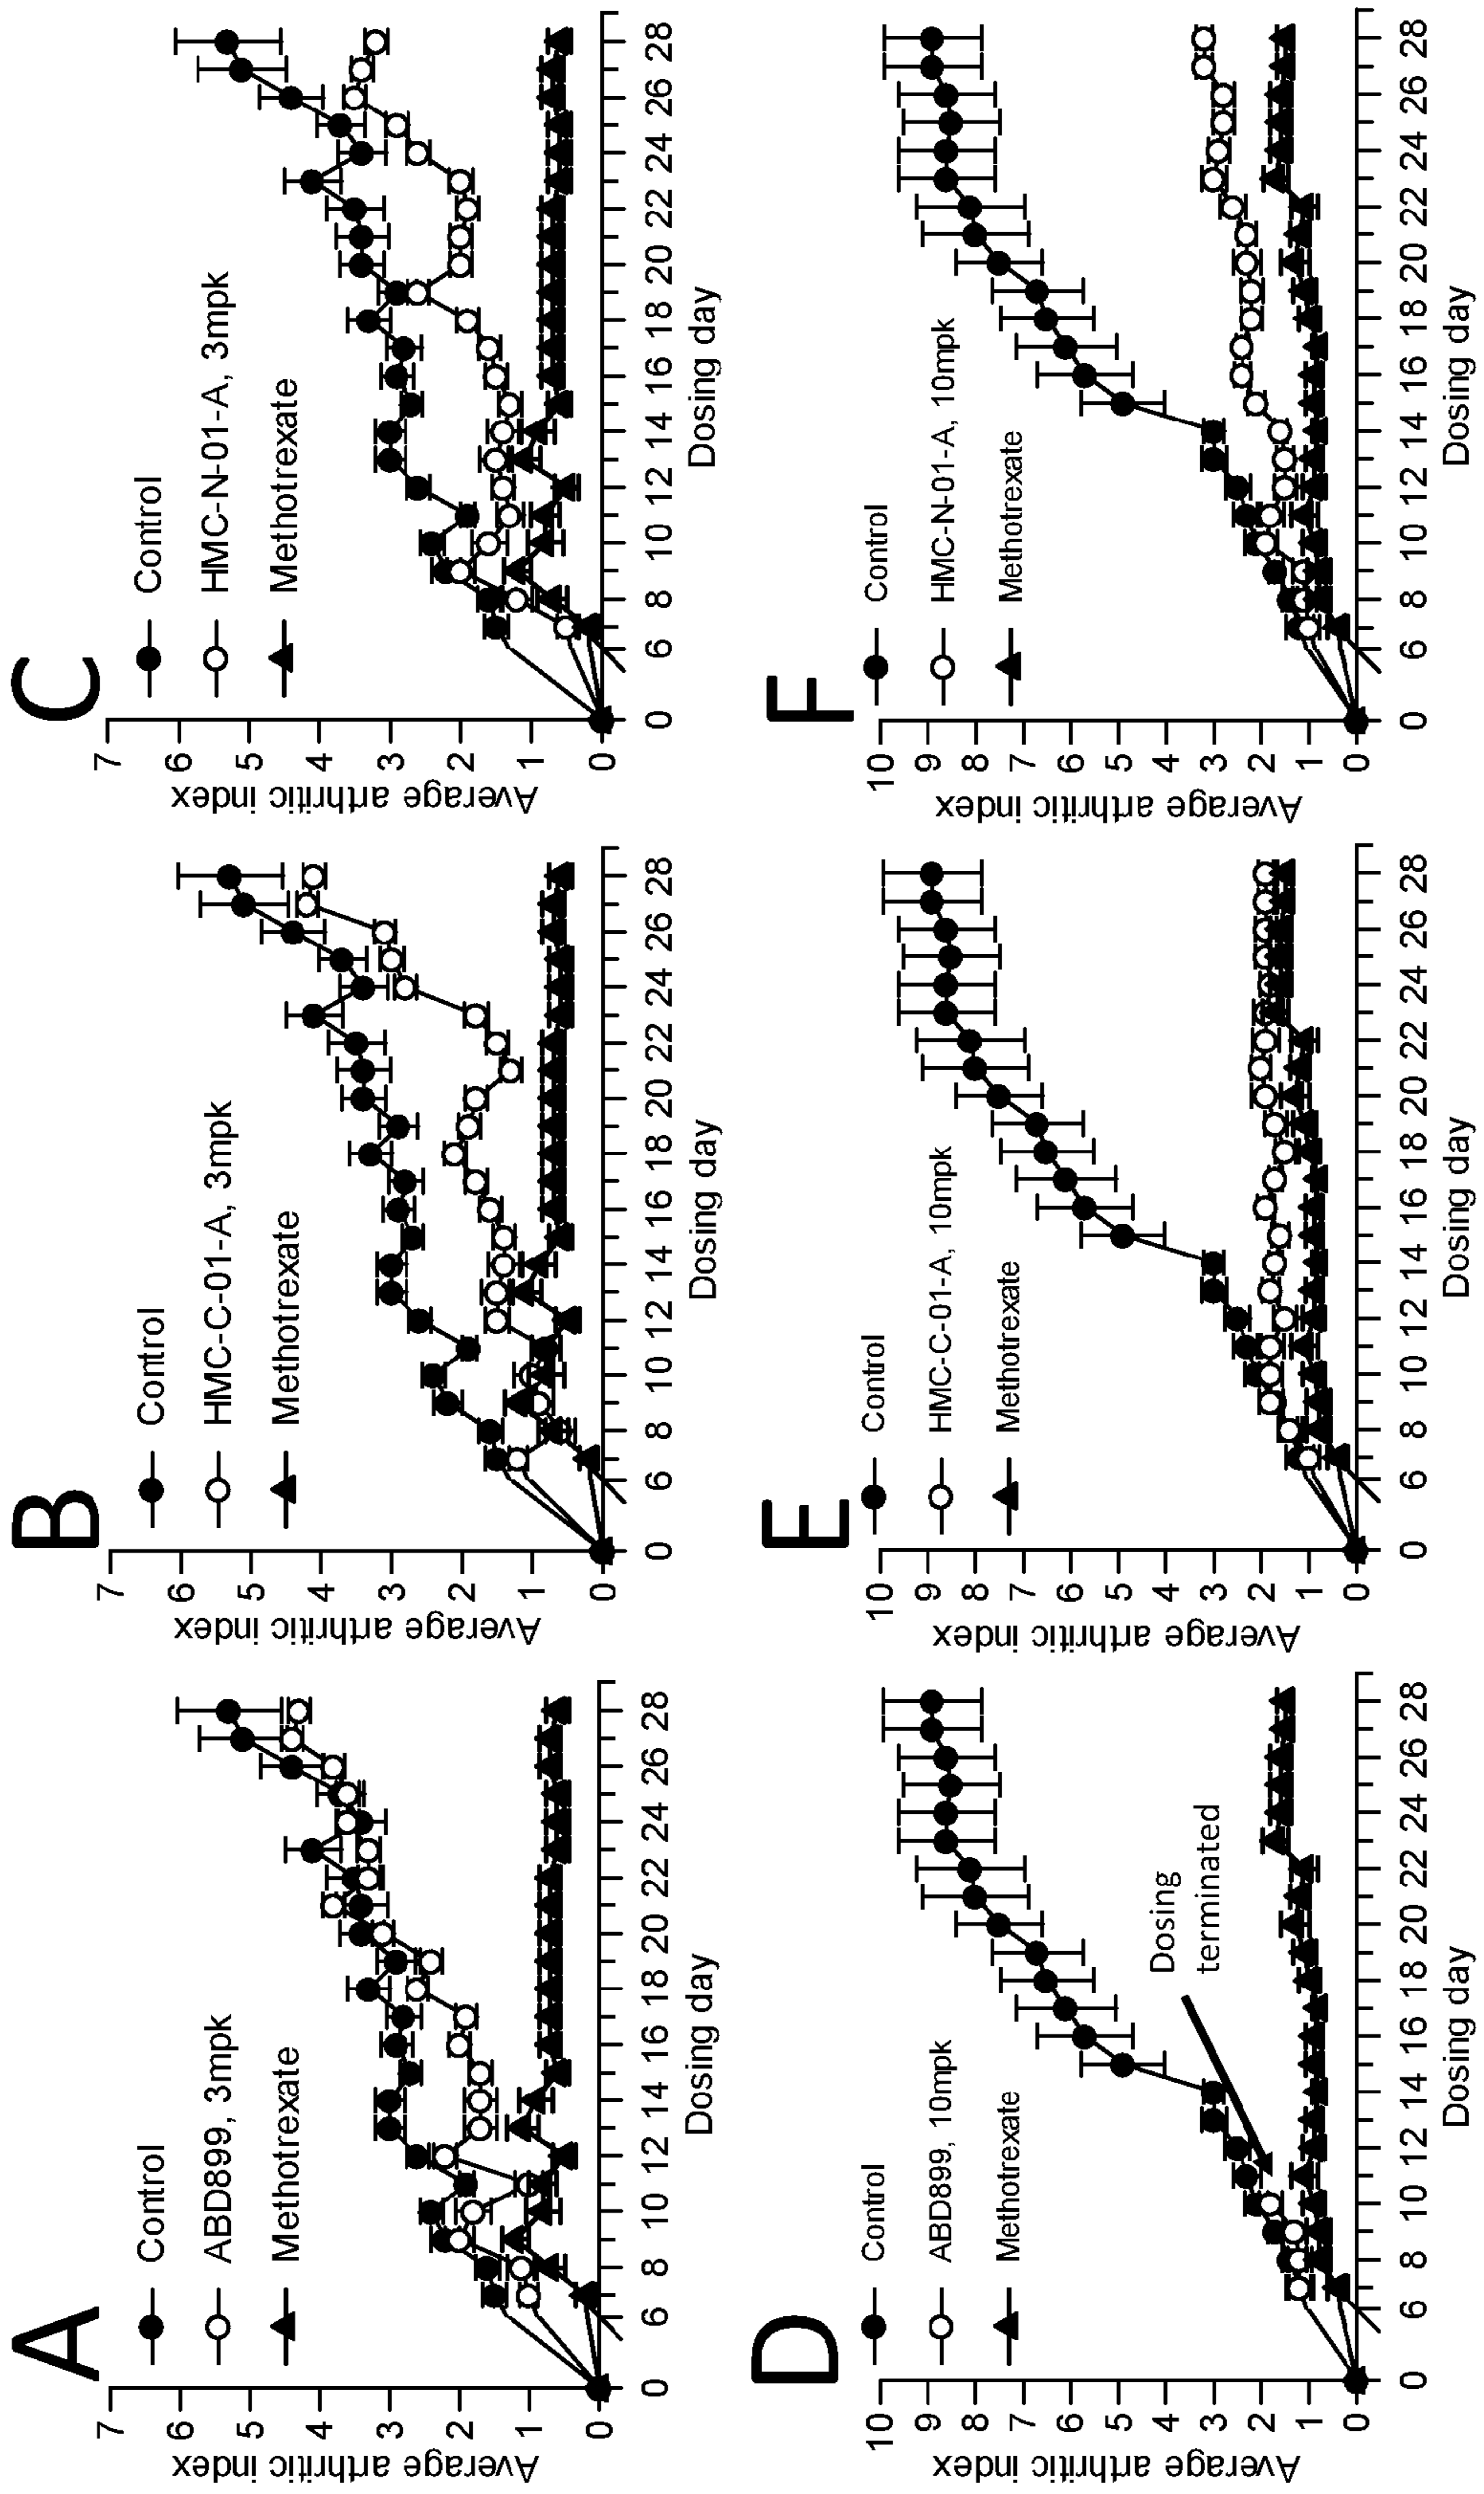 A
Control
ABD899, 3mpk
Methotrexate
7
6
5
4
3
2
1
0
Average arthritic index
0 6 8 10 12 14 16 18 20 22 24 26 28
Dosing day
B
Control
HMC-C-01-A, 3mpk
Methotrexate
7
6
5
4
3
2
1
0
Average arthritic index
0 6 8 10 12 14 16 18 20 22 24 26 28
Dosing day
C
Control
HMC-N-01-A, 3mpk
Methotrexate
7
6
5
4
3
2
1
0
Average arthritic index
0 6 8 10 12 14 16 18 20 22 24 26 28
Dosing day
D
Control
ABD899, 10mpk
Methotrexate
Dosing
terminated
10
9
8
7
6
5
4
3
2
1
0
Average arthritic index
0 6 8 10 12 14 16 18 20 22 24 26 28
Dosing day
E
Control
HMC-C-01-A, 10mpk
Methotrexate
10
9
8
7
6
5
4
3
2
1
0
Average arthritic index
0 6 8 10 12 14 16 18 20 22 24 26 28
Dosing day
F
Control
HMC-N-01-A, 10mpk
Methotrexate
10
9
8
7
6
5
4
3
2
1
0
Average arthritic index
0 6 8 10 12 14 16 18 20 22 24 26 28
Dosing day